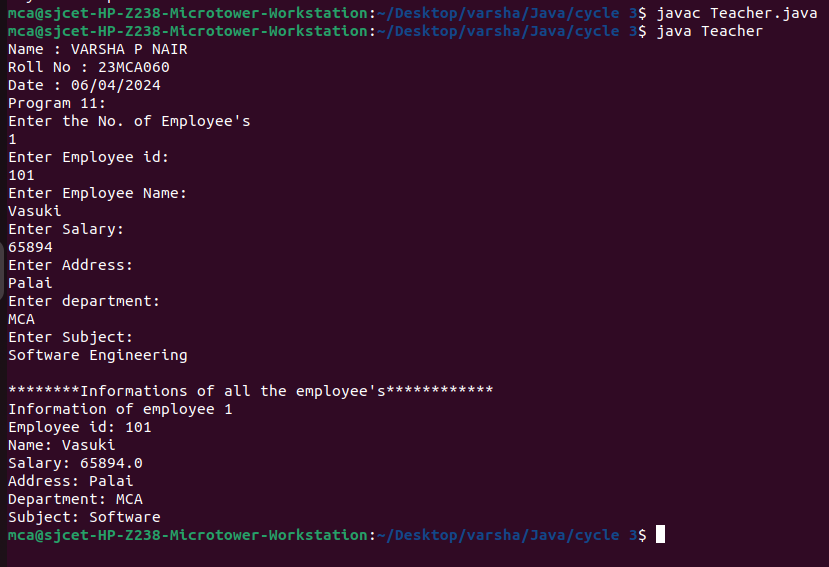 mca@sjcet-HP-Z238-Microtower-Workstation:~/Desktop/varsha/Java/cycle 3$ javac Teacher.java
mca@sjcet-HP-Z238-Microtower-Workstation:~/Desktop/varsha/Java/cycle 3$ java Teacher
Name : VARSHA P NAIR
Roll No : 23MCA060
Date : 06/04/2024
Program 11:
Enter the No. of Employee's
1
Enter Employee id:
101
Enter Employee Name:
Vasuki
Enter Salary:
65894
Enter Address:
Palai
Enter department:
MCA
Enter Subject:
Software Engineering

********Informations of all the employee's************
Information of employee 1
Employee id: 101
Name: Vasuki
Salary: 65894.0
Address: Palai
Department: MCA
Subject: Software
mca@sjcet-HP-Z238-Microtower-Workstation:~/Desktop/varsha/Java/cycle 3$